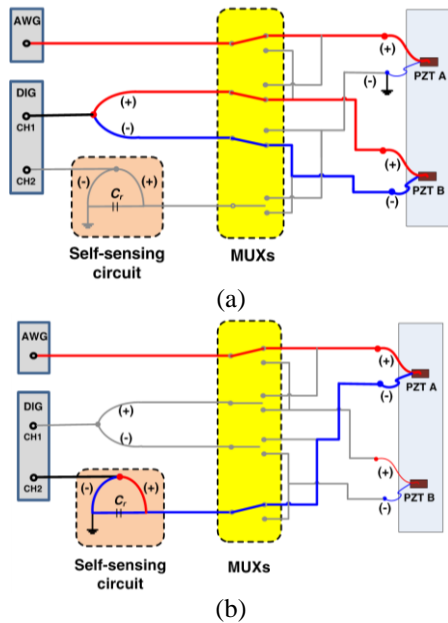 AWG
DIG
CH1
CH2
(+)
(-)
(-)
(+)
Cr
Self-sensing
circuit
MUXs
(+)
(-)
PZT A
(+)
(-)
PZT B
(a)
AWG
DIG
CH1
CH2
(+)
(-)
(-)
(+)
Cr
Self-sensing
circuit
MUXs
(+)
(-)
PZT A
(+)
(-)
PZT B
(b)